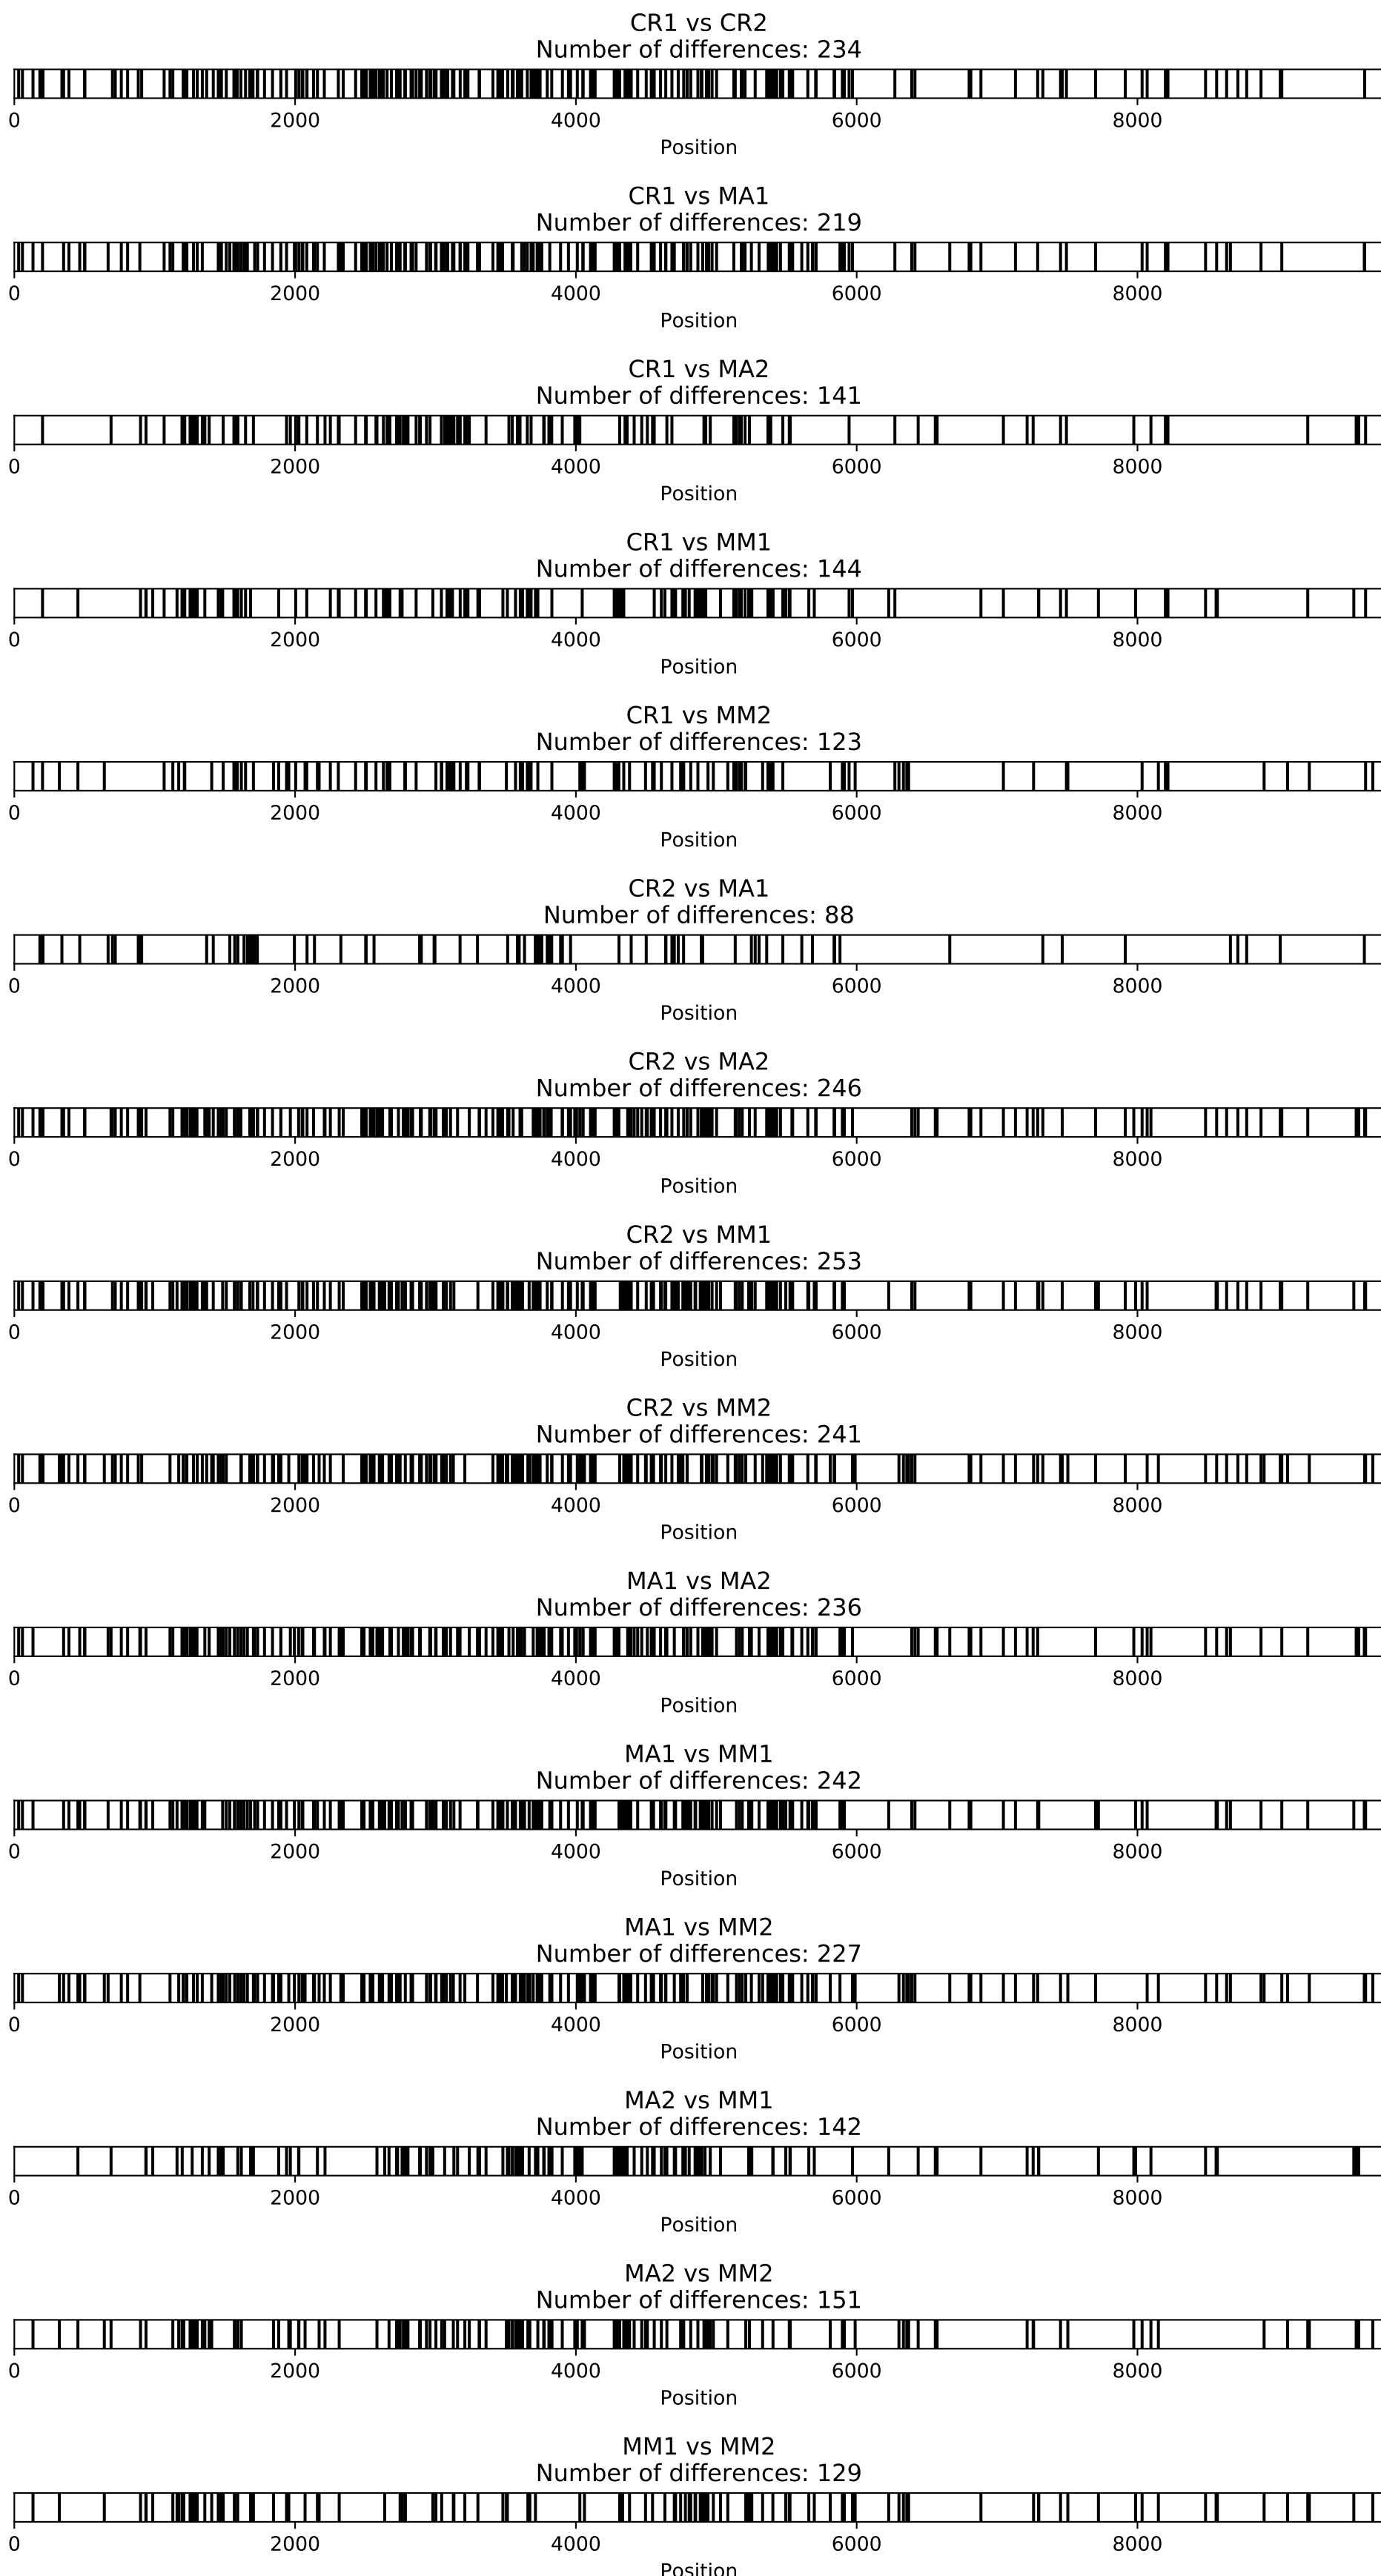 CR1 vs CR2
Number of differences: 234
0 2000 4000 6000 8000
Position
CR1 vs MA1
Number of differences: 219
0 2000 4000 6000 8000
Position
CR1 vs MA2
Number of differences: 141
0 2000 4000 6000 8000
Position
CR1 vs MM1
Number of differences: 144
0 2000 4000 6000 8000
Position
CR1 vs MM2
Number of differences: 123
0 2000 4000 6000 8000
Position
CR2 vs MA1
Number of differences: 88
0 2000 4000 6000 8000
Position
CR2 vs MA2
Number of differences: 246
0 2000 4000 6000 8000
Position
CR2 vs MM1
Number of differences: 253
0 2000 4000 6000 8000
Position
CR2 vs MM2
Number of differences: 241
0 2000 4000 6000 8000
Position
MA1 vs MA2
Number of differences: 236
0 2000 4000 6000 8000
Position
MA1 vs MM1
Number of differences: 242
0 2000 4000 6000 8000
Position
MA1 vs MM2
Number of differences: 227
0 2000 4000 6000 8000
Position
MA2 vs MM1
Number of differences: 142
0 2000 4000 6000 8000
Position
MA2 vs MM2
Number of differences: 151
0 2000 4000 6000 8000
Position
MM1 vs MM2
Number of differences: 129
0 2000 4000 6000 8000
Position